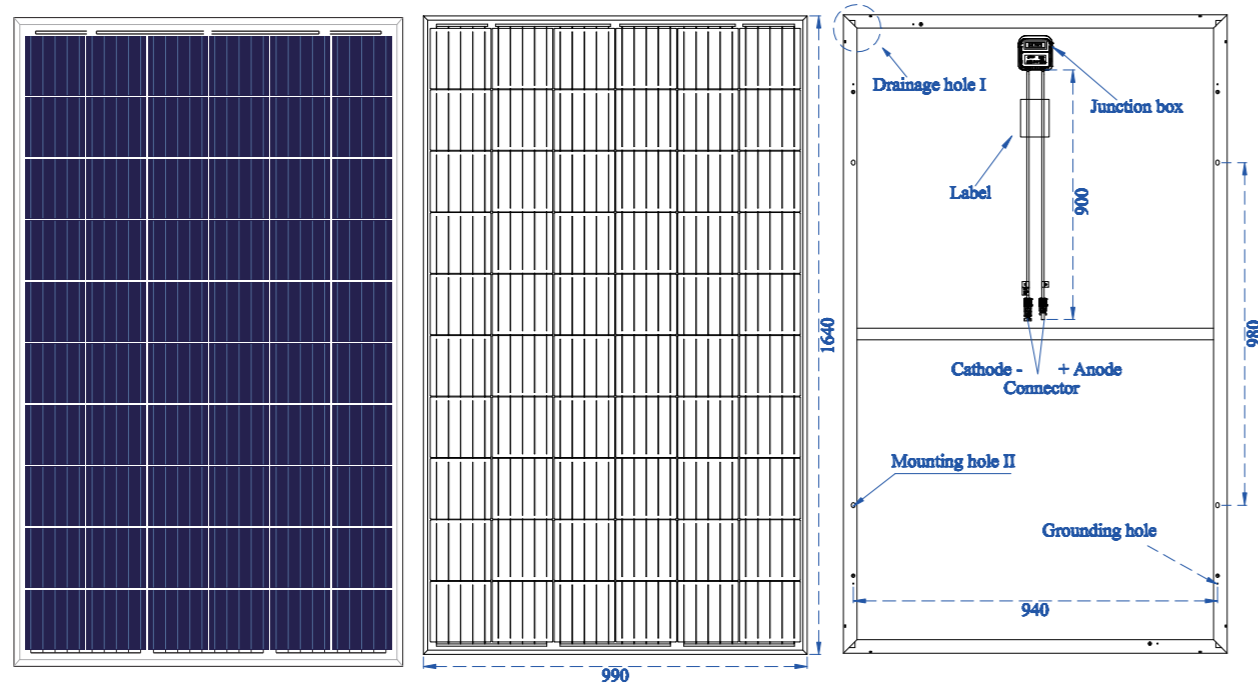 Drainage hole I
Junction box
Label
900
1640
980
Cathode - + Anode
Connector
Mounting hole II
Grounding hole
940
990